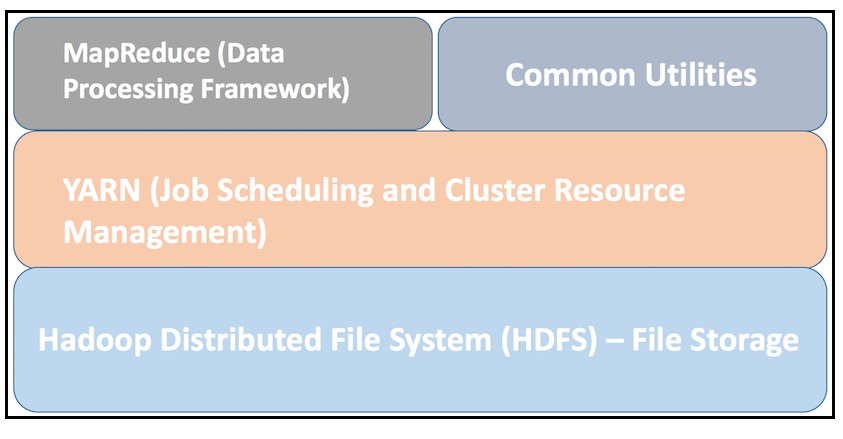 MapReduce (Data
Processing Framework)
Common Utilities
YARN (Job Scheduling and Cluster Resource
Management)
Hadoop Distributed File System (HDFS) – File Storage